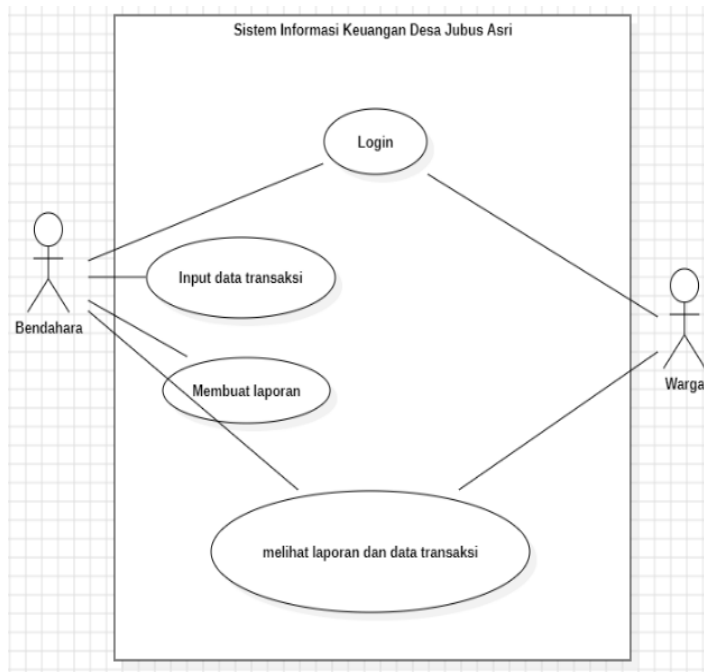 Sistem Informasi Keuangan Desa Jubus Asri
Login
Input data transaksi
Bendahara
Membuat laporan
Warga
melihat laporan dan data transaksi